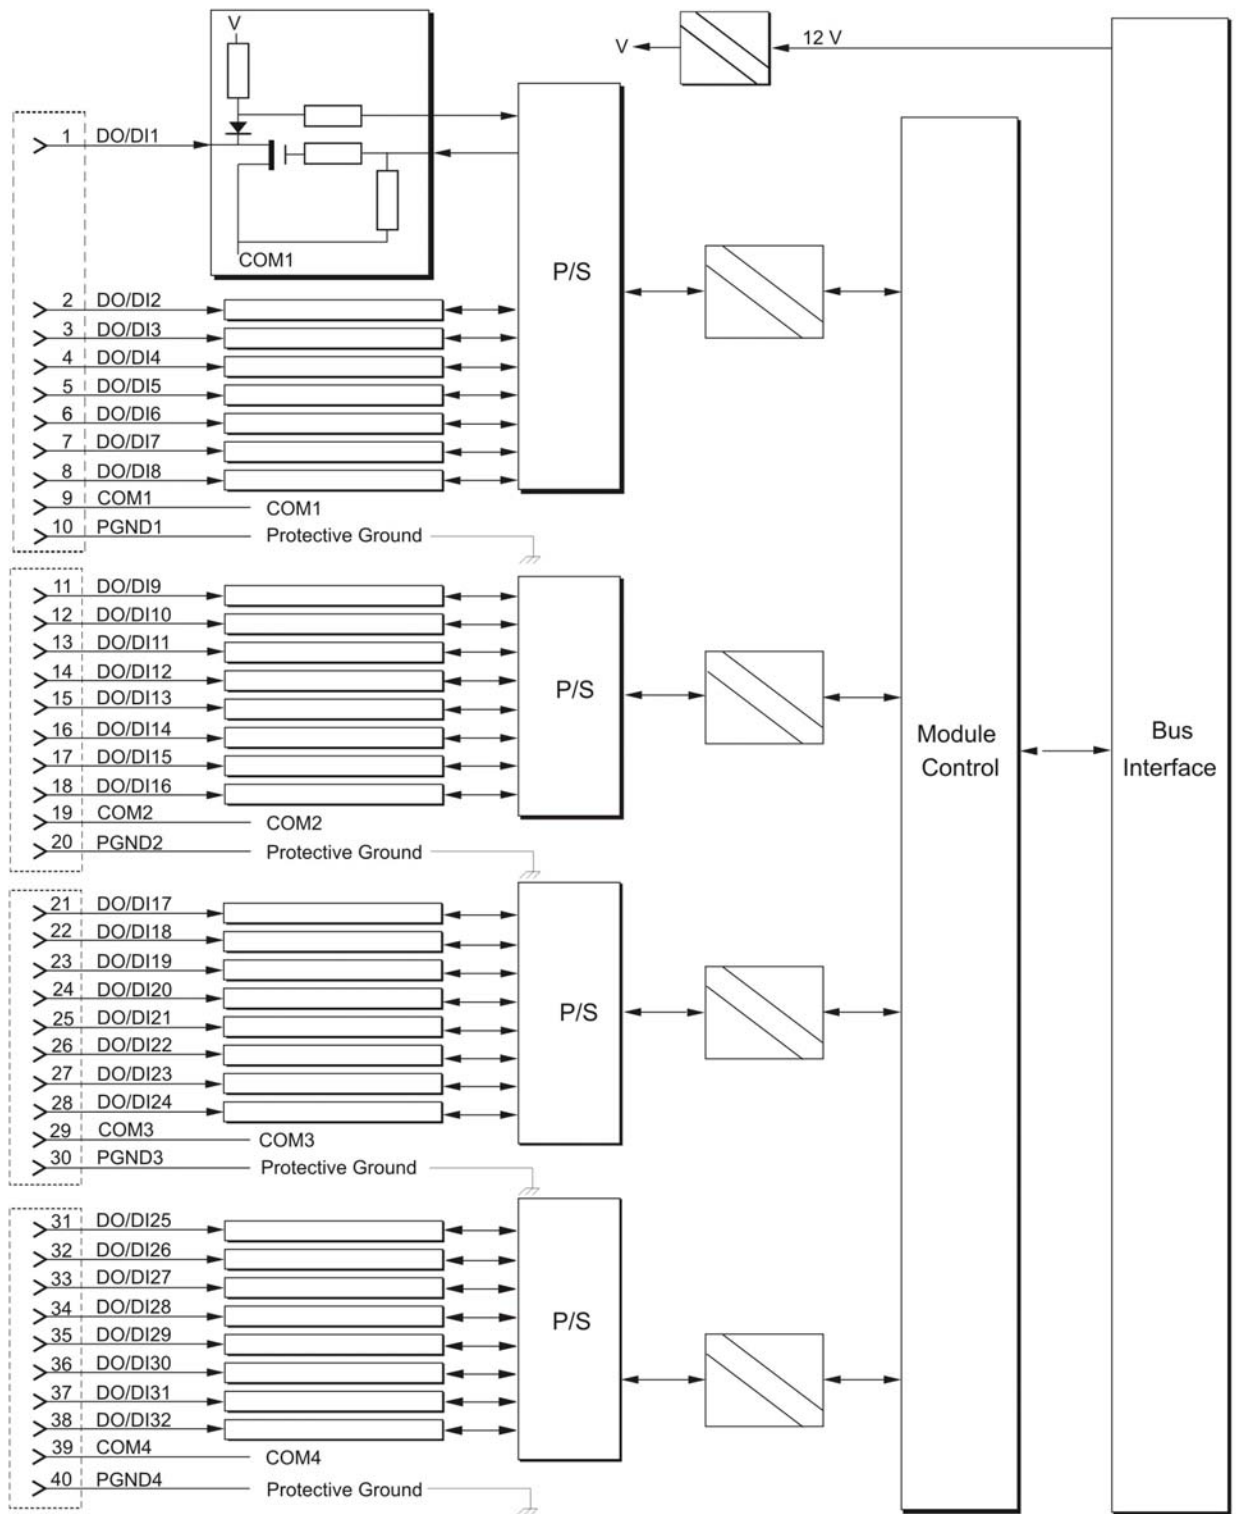 V
V
12 V
1 DO/DI1
COM1
P/S
2 DO/DI2
3 DO/DI3
4 DO/DI4
5 DO/DI5
6 DO/DI6
7 DO/DI7
8 DO/DI8
9 COM1 COM1
10 PGND1 Protective Ground
11 DO/DI9
12 DO/DI10
13 DO/DI11
14 DO/DI12
15 DO/DI13
16 DO/DI14
17 DO/DI15
18 DO/DI16
19 COM2 COM2
20 PGND2 Protective Ground
P/S
Module
Control
Bus
Interface
21 DO/DI17
22 DO/DI18
23 DO/DI19
24 DO/DI20
25 DO/DI21
26 DO/DI22
27 DO/DI23
28 DO/DI24
29 COM3 COM3
30 PGND3 Protective Ground
P/S
31 DO/DI25
32 DO/DI26
33 DO/DI27
34 DO/DI28
35 DO/DI29
36 DO/DI30
37 DO/DI31
38 DO/DI32
39 COM4 COM4
40 PGND4 Protective Ground
P/S